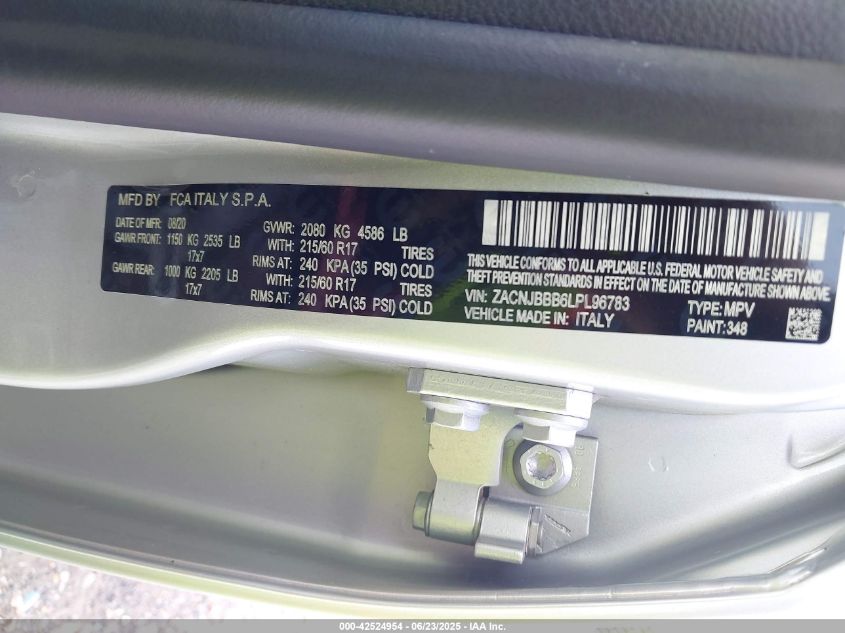 MFD BY FCA ITALY S.P.A.
DATE OF MFR: 08/20 GVWR: 2080 KG 4586 LB
GAWR FRONT: 1150 KG 2535 LB WITH: 215/60 R17 TIRES
17x7 RIMS AT: 240 KPA (35 PSI) COLD
GAWR REAR: 1000 KG 2205 LB WITH: 215/60 R17 TIRES
17x7 RIMS AT: 240 KPA (35 PSI) COLD
THIS VEHICLE CONFORMS TO ALL APPLICABLE U.S. FEDERAL MOTOR VEHICLE SAFETY AND
THEFT PREVENTION STANDARDS IN EFFECT ON THE DATE OF MANUFACTURE SHOWN ABOVE.
VIN: ZACNJBBB6LPL96763 TYPE: MPV
VEHICLE MADE IN: ITALY PAINT: 348
000-42524954 - 06/23/2025 - IAA Inc.